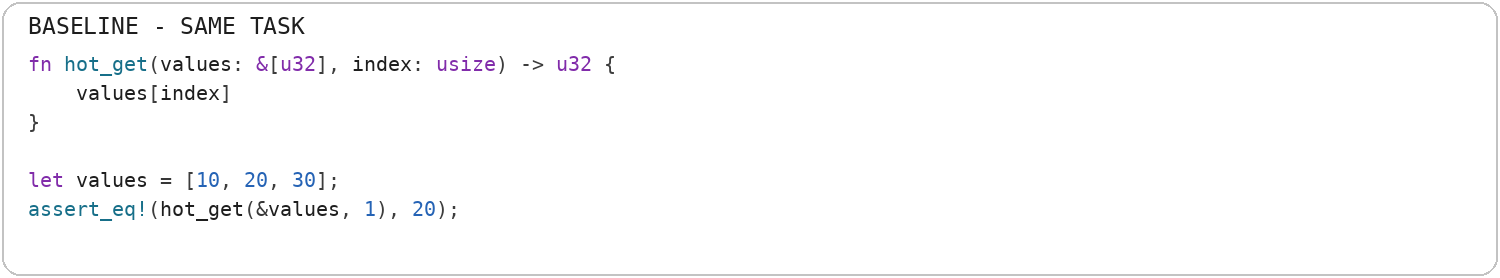 BASELINE - SAME TASK
fn hot_get(values: &[u32], index: usize) -> u32 {
    values[index]
}
let values = [10, 20, 30];
assert_eq!(hot_get(&values, 1), 20);